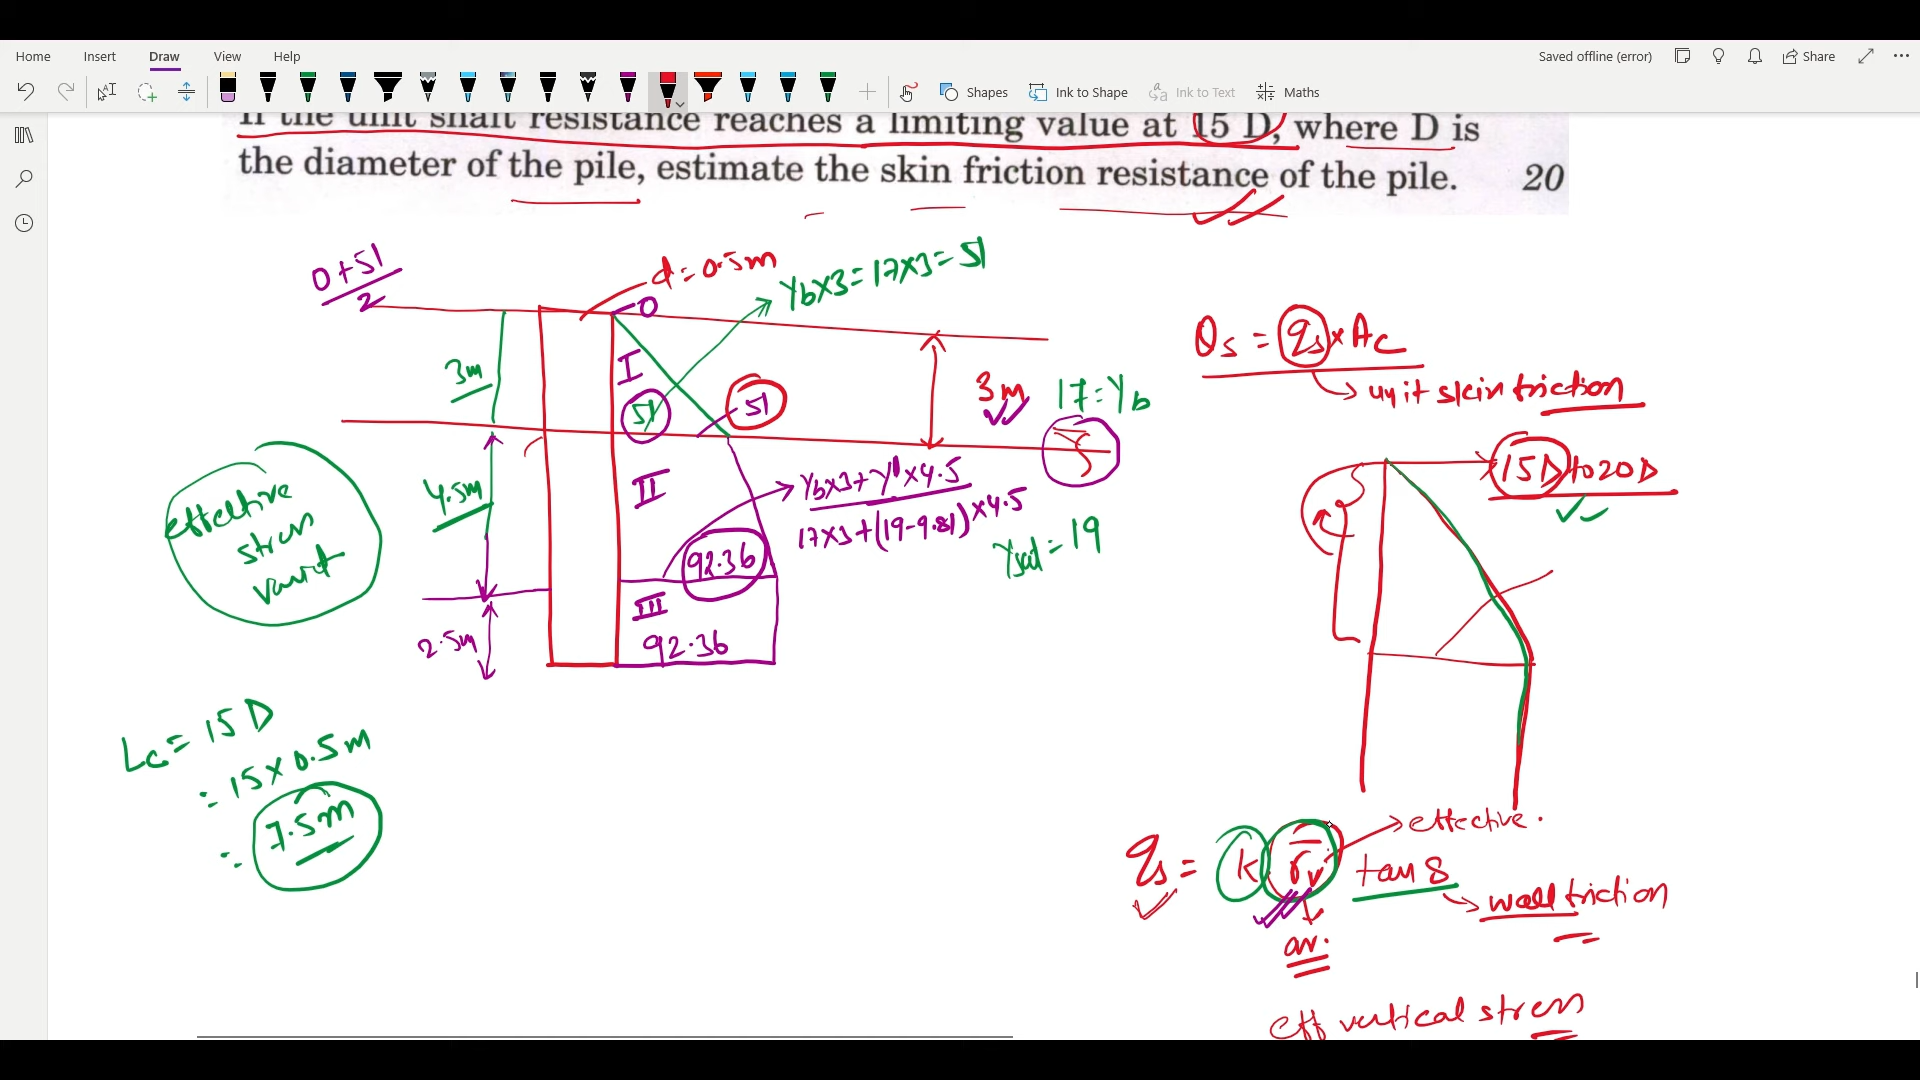 Home Insert Draw View Help
Saved offline (error) Share
Shapes Ink to Shape Ink to Text Maths
If the unit shaft resistance reaches a limiting value at 15 D, where D is
the diameter of the pile, estimate the skin friction resistance of the pile. 20
0+51
2
d=0.5m
γb×3=17×3=51
0
I
3m
51
51
3m
17=γb
Qs = qs×Ac
unit skin friction
15D to 20D
II
4.5m
γb×3+γ'×4.5
17×3+(19-9.81)×4.5
γsat=19
92.36
III
92.36
2.5m
effective
stress
Lc= 15D
= 15×0.5m
= 7.5m
effective.
qs = k σ̄v tan δ
wall friction
av.
eff vertical stress